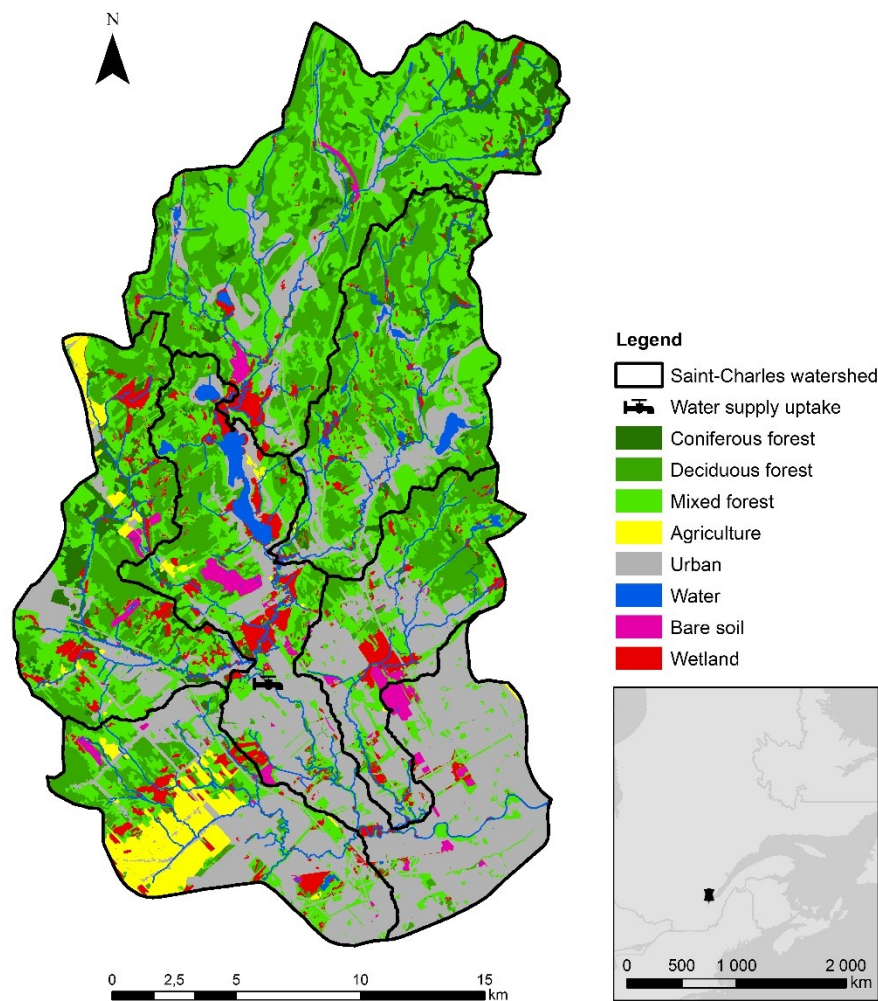 N
Legend
Saint-Charles watershed
Water supply uptake
Coniferous forest
Deciduous forest
Mixed forest
Agriculture
Urban
Water
Bare soil
Wetland
0 2,5 5 10 15
km
0 500 1 000 2 000
km